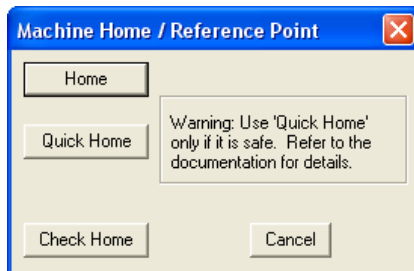 Machine Home / Reference Point
Home
Quick Home
Warning: Use 'Quick Home'
only if it is safe. Refer to the
documentation for details.
Check Home
Cancel